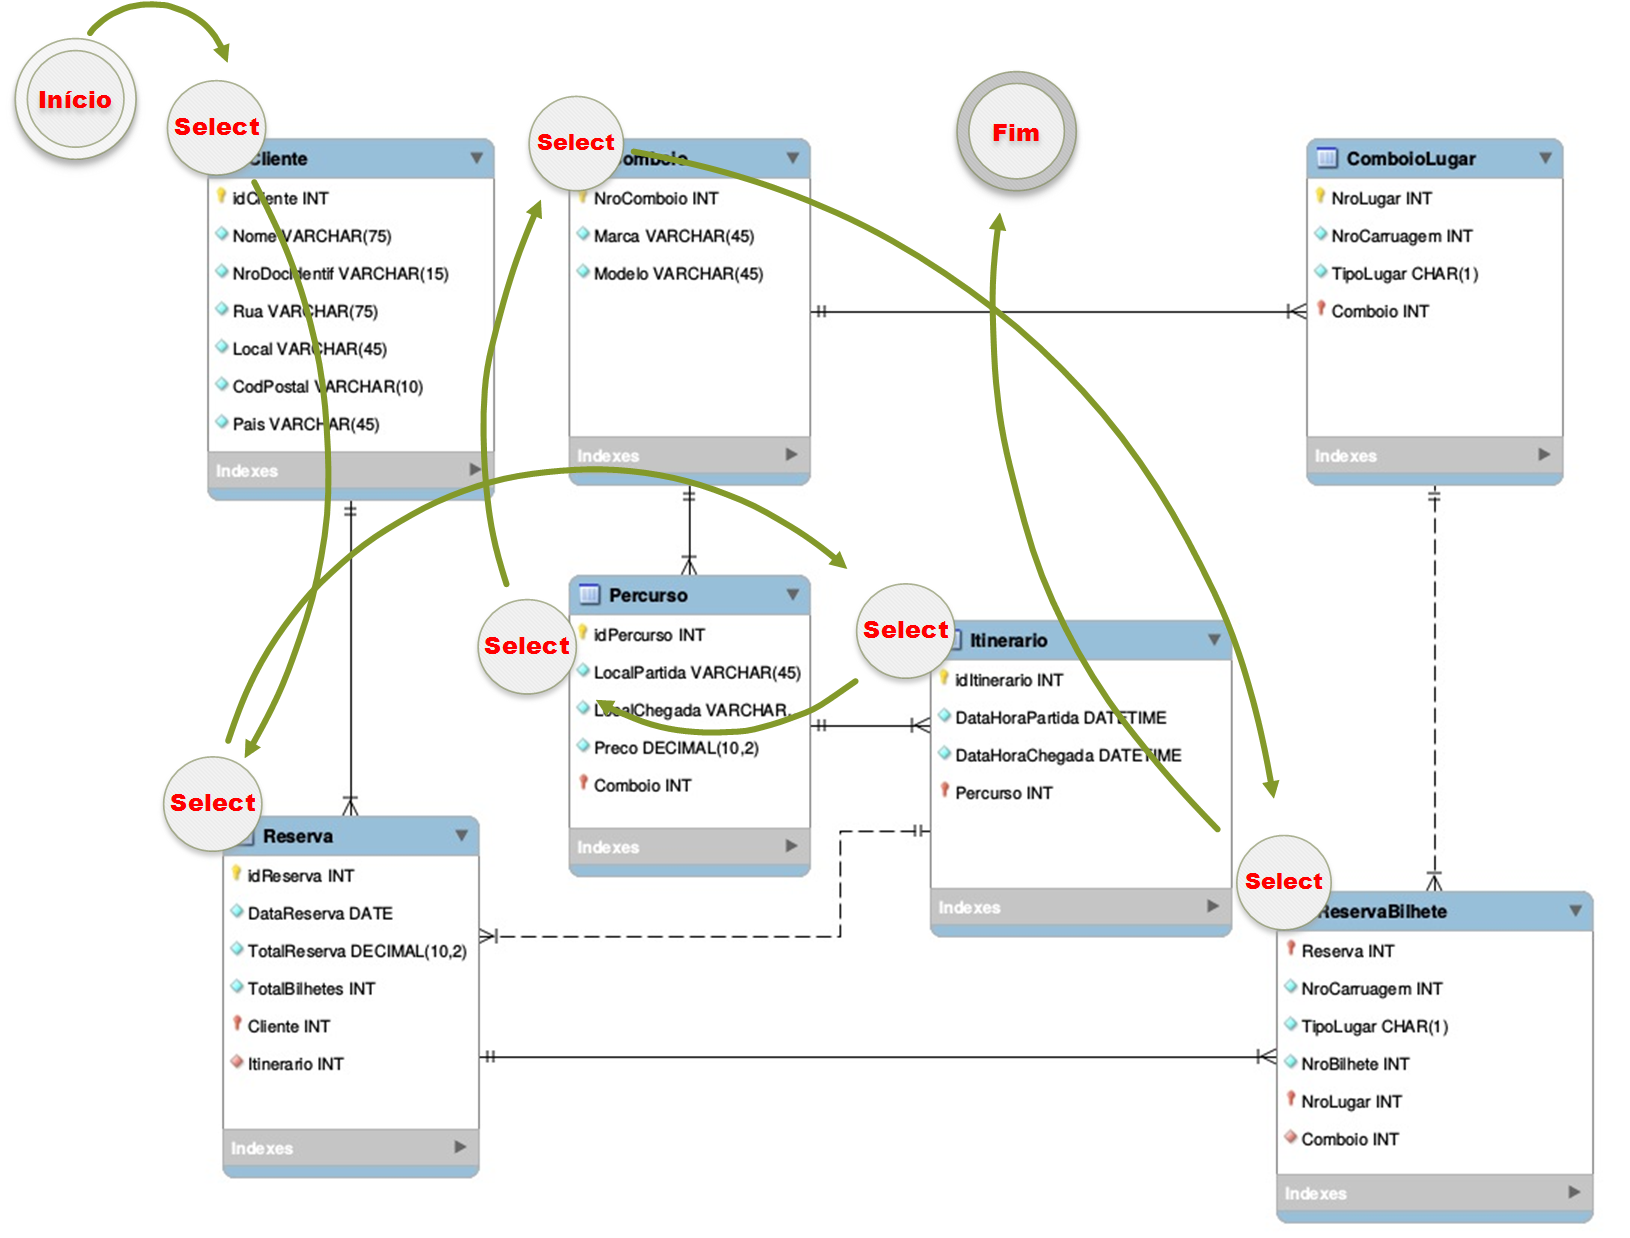 Início
Select
Cliente
idCliente INT
Nome VARCHAR(75)
NroDocIdentif VARCHAR(15)
Rua VARCHAR(75)
Local VARCHAR(45)
CodPostal VARCHAR(10)
Pais VARCHAR(45)
Indexes
Select
Comboio
NroComboio INT
Marca VARCHAR(45)
Modelo VARCHAR(45)
Indexes
Fim
ComboioLugar
NroLugar INT
NroCarruagem INT
TipoLugar CHAR(1)
Comboio INT
Indexes
Select
Percurso
idPercurso INT
LocalPartida VARCHAR(45)
LocalChegada VARCHAR...
Preco DECIMAL(10,2)
Comboio INT
Indexes
Select
Itinerario
idItinerario INT
DataHoraPartida DATETIME
DataHoraChegada DATETIME
Percurso INT
Indexes
Select
Reserva
idReserva INT
DataReserva DATE
TotalReserva DECIMAL(10,2)
TotalBilhetes INT
Cliente INT
Itinerario INT
Indexes
Select
ReservaBilhete
Reserva INT
NroCarruagem INT
TipoLugar CHAR(1)
NroBilhete INT
NroLugar INT
Comboio INT
Indexes